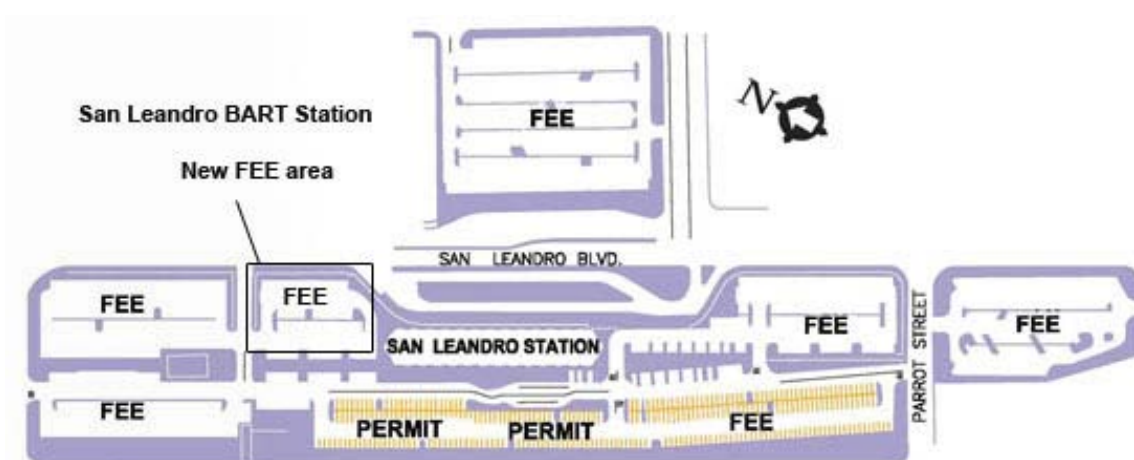 San Leandro BART Station
New FEE area
FEE
N
SAN LEANDRO BLVD.
FEE
FEE
SAN LEANDRO STATION
FEE
FEE
PARROT STREET
FEE
PERMIT
PERMIT
FEE